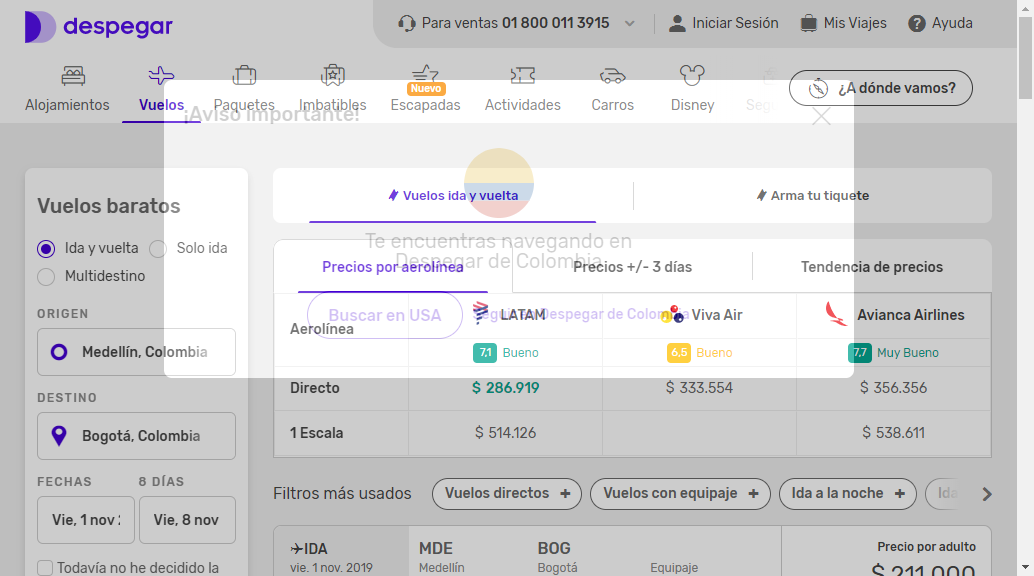 despegar
Para ventas 01 800 011 3915
Iniciar Sesión
Mis Viajes
Ayuda
Alojamientos
Vuelos
Paquetes
Imbatibles
Nuevo
Escapadas
Actividades
Carros
Disney
¿A dónde vamos?
¡Aviso importante!
Te encuentras navegando en
Despegar de Colombia
Buscar en USA
Seguir en Despegar de Colombia
Vuelos baratos
Ida y vuelta
Solo ida
Multidestino
ORIGEN
Medellín, Colombia
DESTINO
Bogotá, Colombia
FECHAS
8 DÍAS
Vie, 1 nov
Vie, 8 nov
Todavía no he decidido la
Vuelos ida y vuelta
Arma tu tiquete
Precios por aerolínea
Precios +/- 3 días
Tendencia de precios
Aerolínea
LATAM
Viva Air
Avianca Airlines
7,1 Bueno
6,5 Bueno
7,7 Muy Bueno
Directo
$ 286.919
$ 333.554
$ 356.356
1 Escala
$ 514.126
$ 538.611
Filtros más usados
Vuelos directos +
Vuelos con equipaje +
Ida a la noche +
Ida
IDA
MDE
BOG
Precio por adulto
vie. 1 nov. 2019
Medellín
Bogotá
Equipaje
$ 211.000